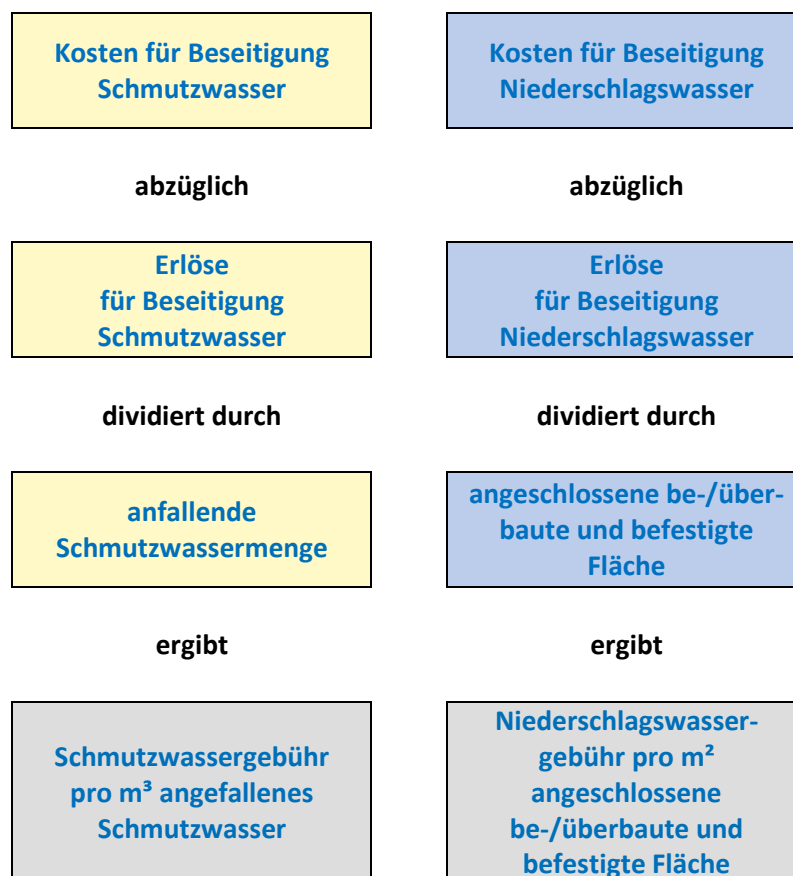 Kosten für Beseitigung
Schmutzwasser
abzüglich
Erlöse
für Beseitigung
Schmutzwasser
dividiert durch
anfallende
Schmutzwassermenge
ergibt
Schmutzwassergebühr
pro m³ angefallenes
Schmutzwasser
Kosten für Beseitigung
Niederschlagswasser
abzüglich
Erlöse
für Beseitigung
Niederschlagswasser
dividiert durch
angeschlossene be-/über-
baute und befestigte
Fläche
ergibt
Niederschlagswasser-
gebühr pro m²
angeschlossene
be-/überbaute und
befestigte Fläche